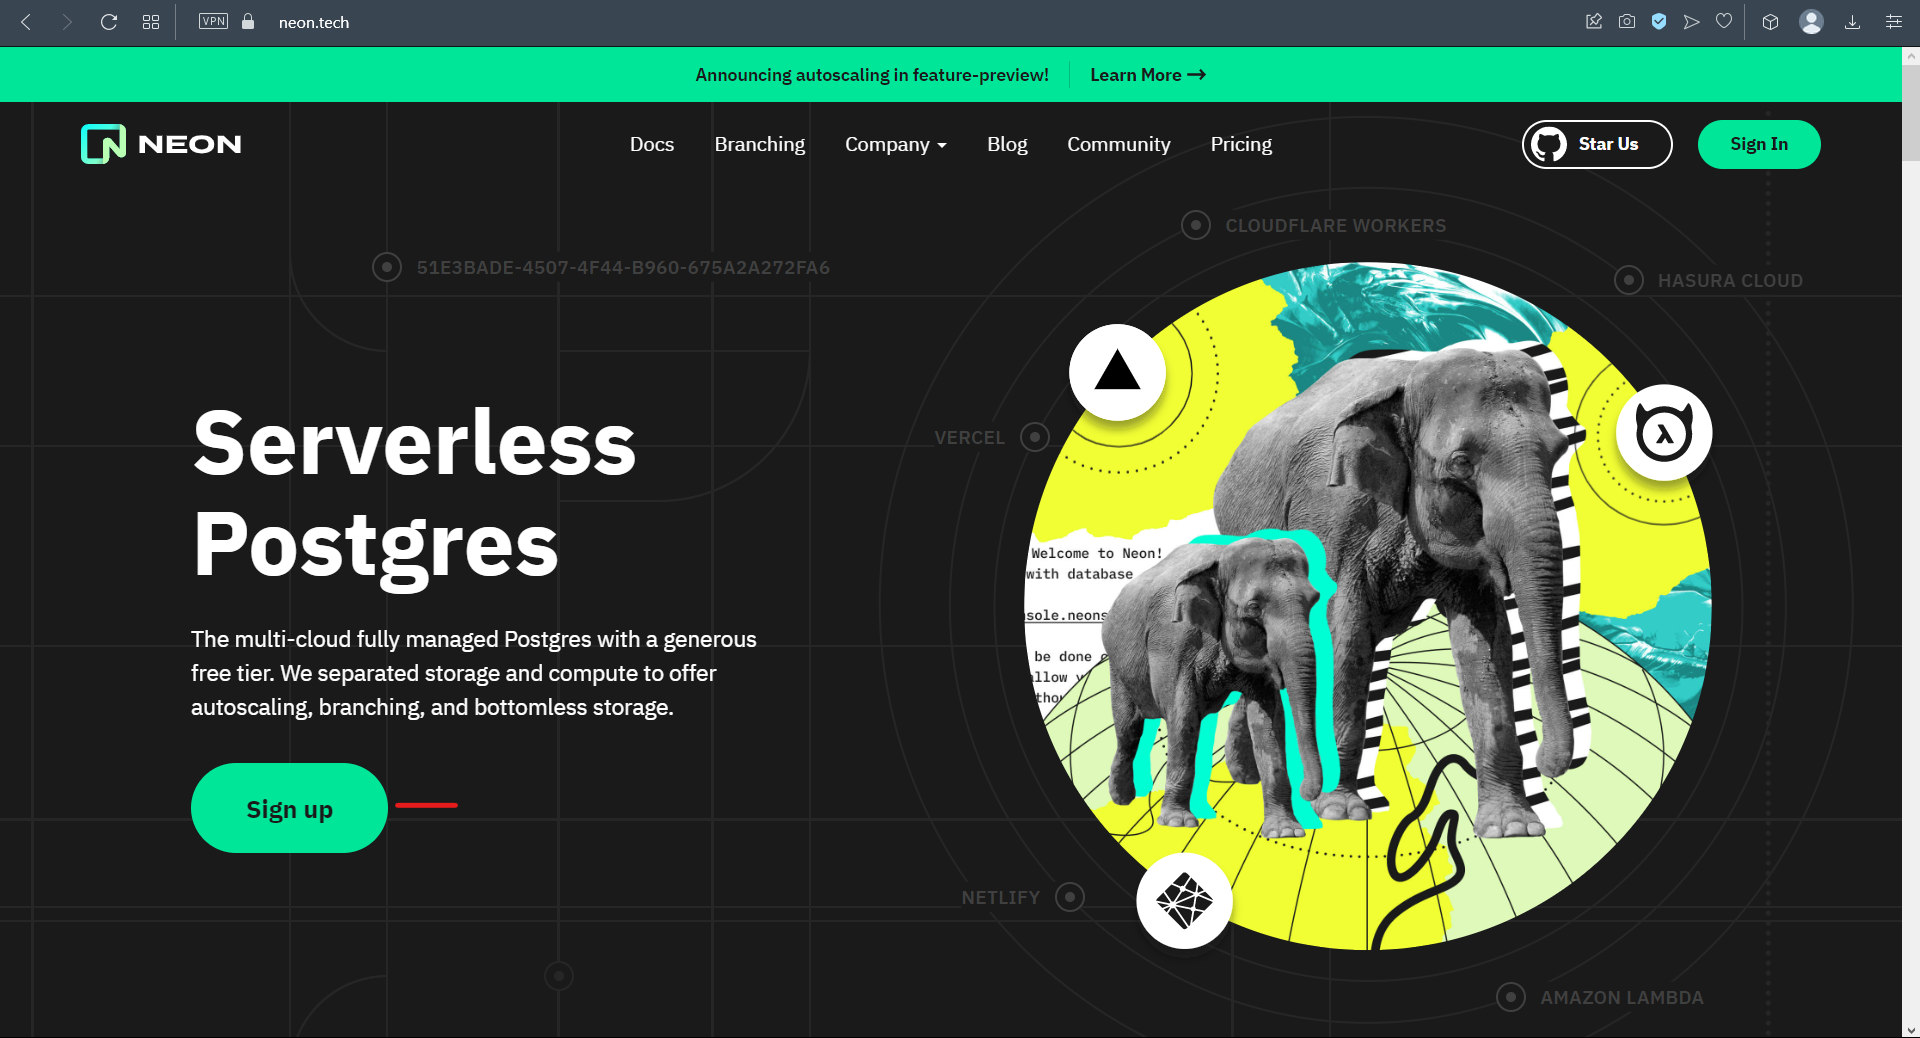 VPN
neon.tech
Announcing autoscaling in feature-preview!
Learn More →
NEON
Docs
Branching
Company
Blog
Community
Pricing
Star Us
Sign In
CLOUDFLARE WORKERS
51E3BADE-4507-4F44-B960-675A2A272FA6
HASURA CLOUD
Serverless
Postgres
VERCEL
Welcome to Neon!
with database
sole.neons
be done
allow
thou
The multi-cloud fully managed Postgres with a generous
free tier. We separated storage and compute to offer
autoscaling, branching, and bottomless storage.
Sign up
NETLIFY
AMAZON LAMBDA